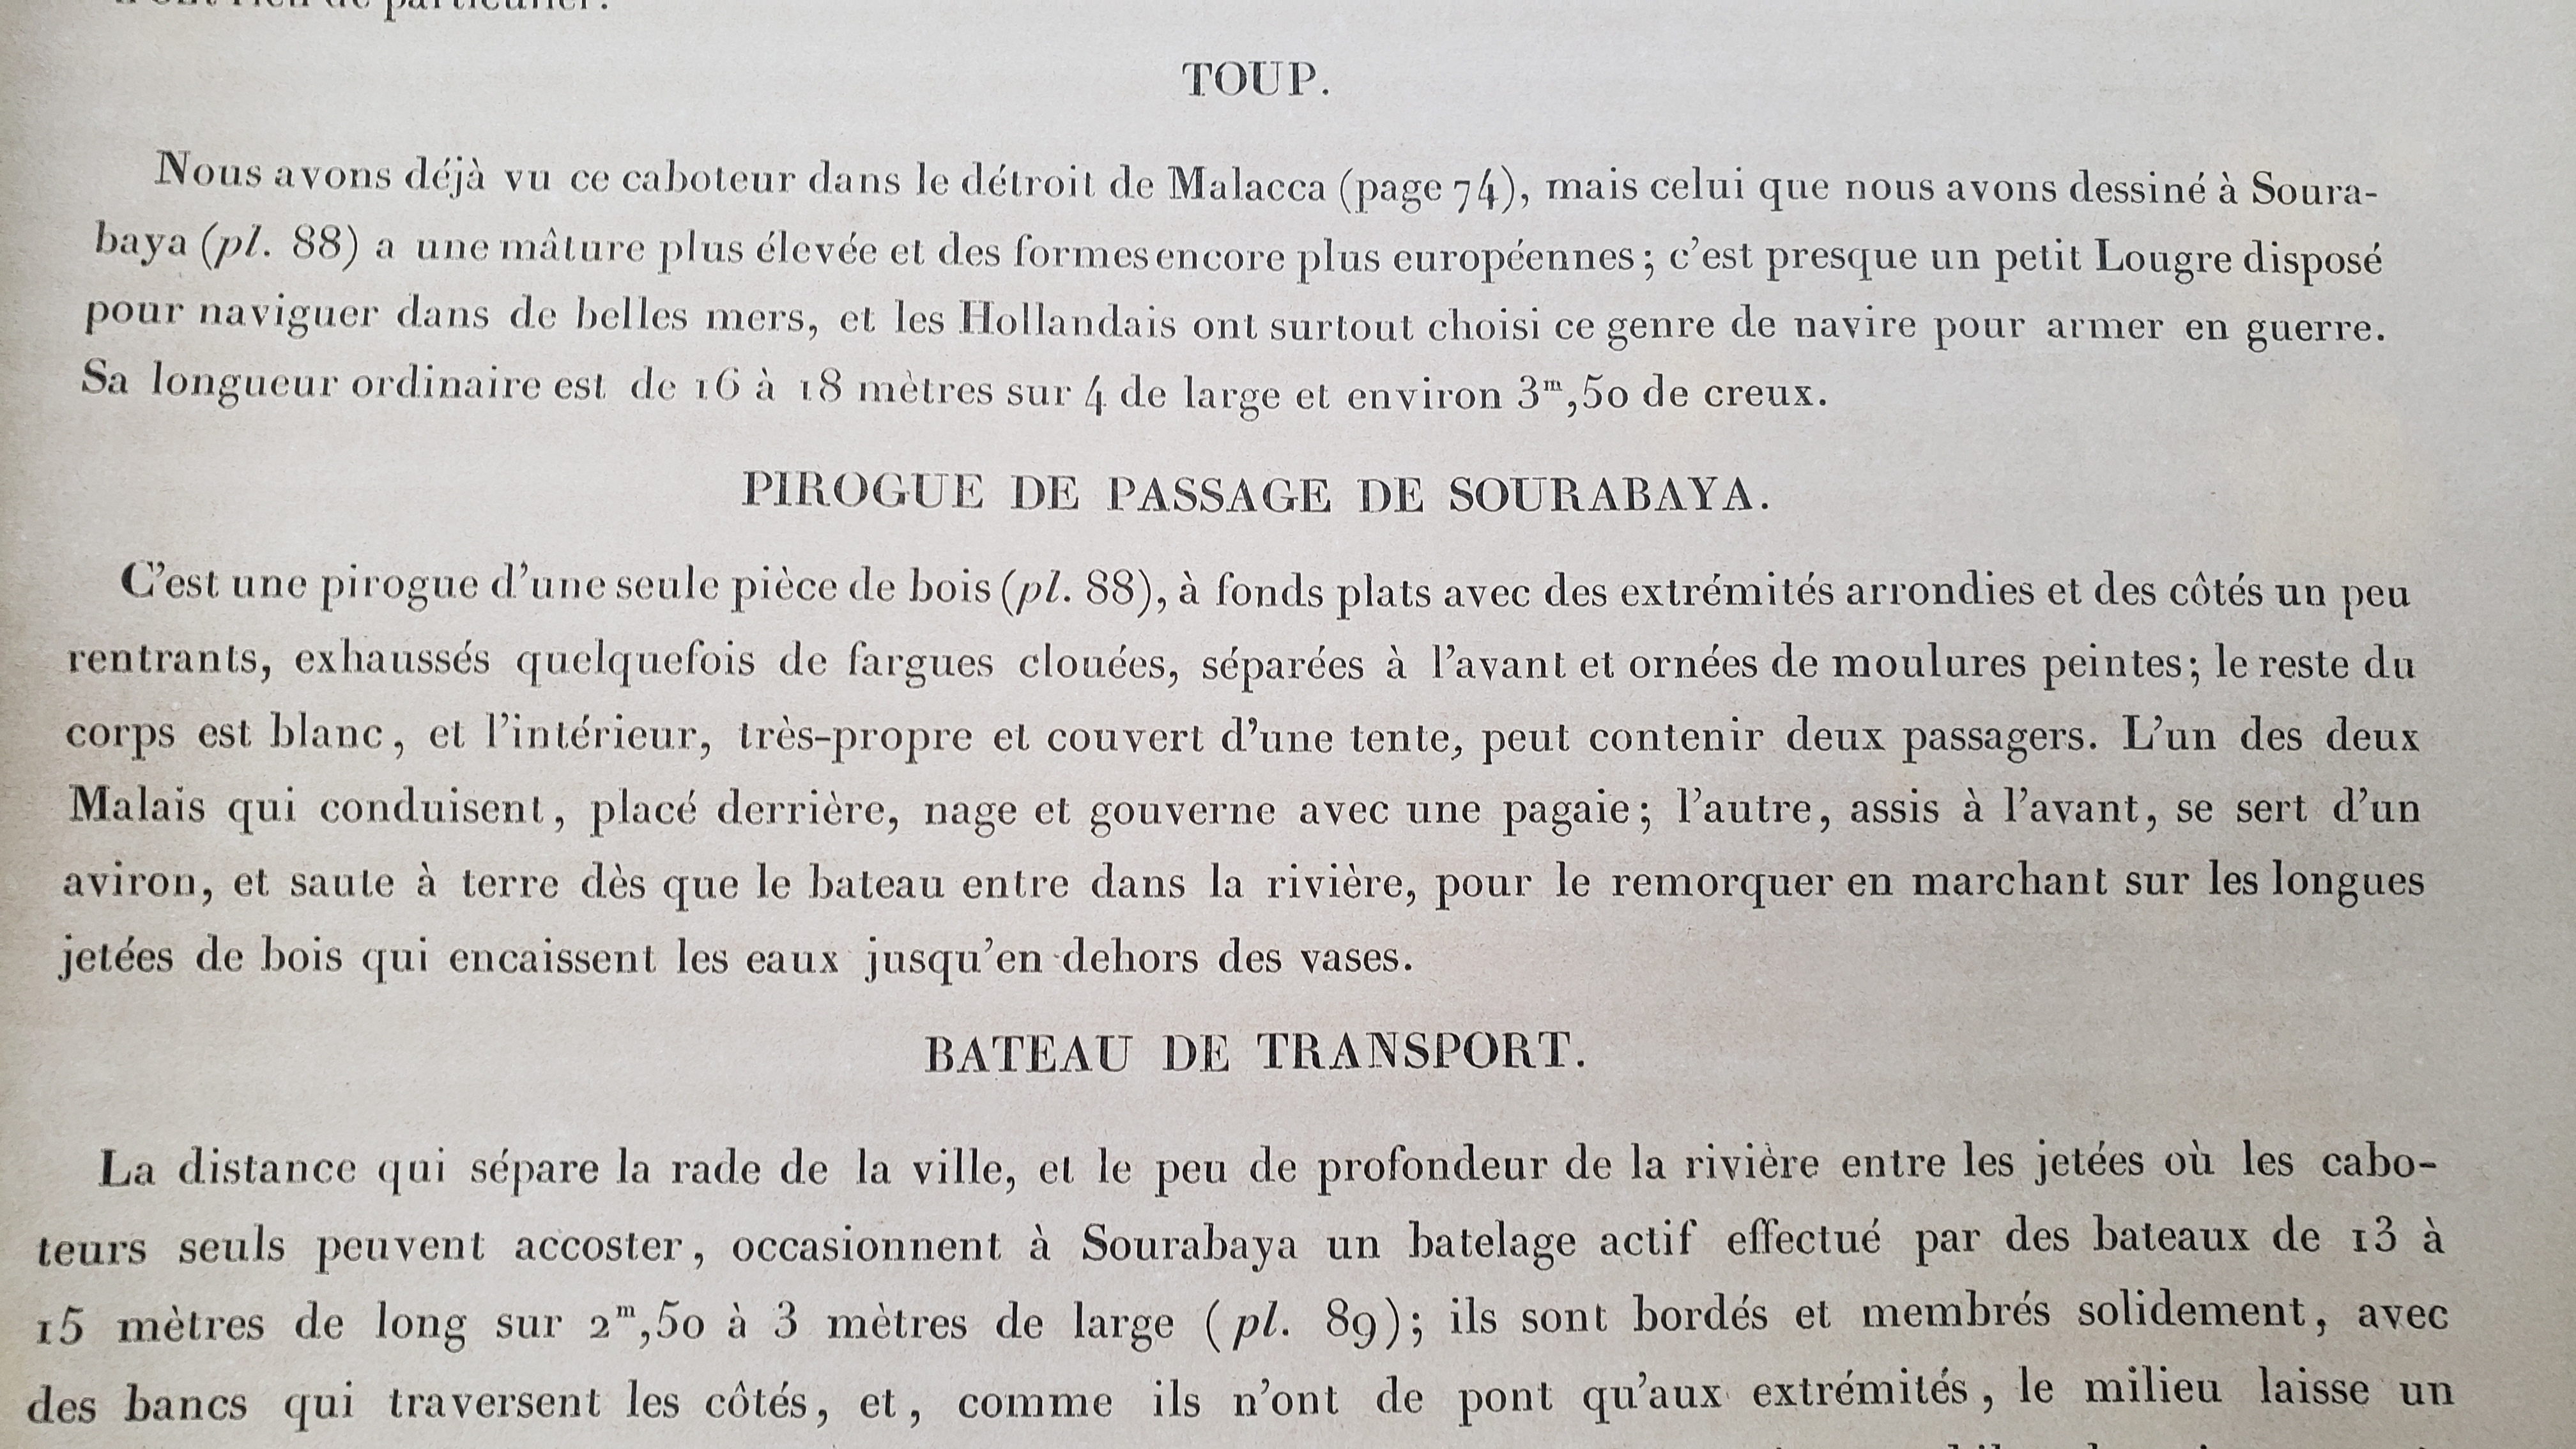 TOUP.
Nous avons déjà vu ce caboteur dans le détroit de Malacca (page 74), mais celui que nous avons dessiné à Soura-
baya (pl. 88) a une mâture plus élevée et des formes encore plus européennes; c'est presque un petit Lougre disposé
pour naviguer dans de belles mers, et les Hollandais ont surtout choisi ce genre de navire pour armer en guerre.
Sa longueur ordinaire est de 16 à 18 mètres sur 4 de large et environ 3ᵐ,50 de creux.
PIROGUE DE PASSAGE DE SOURABAYA.
C'est une pirogue d'une seule pièce de bois (pl. 88), à fonds plats avec des extrémités arrondies et des côtés un peu
rentrants, exhaussés quelquefois de fargues clouées, séparées à l'avant et ornées de moulures peintes; le reste du
corps est blanc, et l'intérieur, très-propre et couvert d'une tente, peut contenir deux passagers. L'un des deux
Malais qui conduisent, placé derrière, nage et gouverne avec une pagaie; l'autre, assis à l'avant, se sert d'un
aviron, et saute à terre dès que le bateau entre dans la rivière, pour le remorquer en marchant sur les longues
jetées de bois qui encaissent les eaux jusqu'en dehors des vases.
BATEAU DE TRANSPORT.
La distance qui sépare la rade de la ville, et le peu de profondeur de la rivière entre les jetées où les cabo-
teurs seuls peuvent accoster, occasionnent à Sourabaya un batelage actif effectué par des bateaux de 13 à
15 mètres de long sur 2ᵐ,50 à 3 mètres de large (pl. 89); ils sont bordés et membrés solidement, avec
des bancs qui traversent les côtés, et, comme ils n'ont de pont qu'aux extrémités, le milieu laisse un